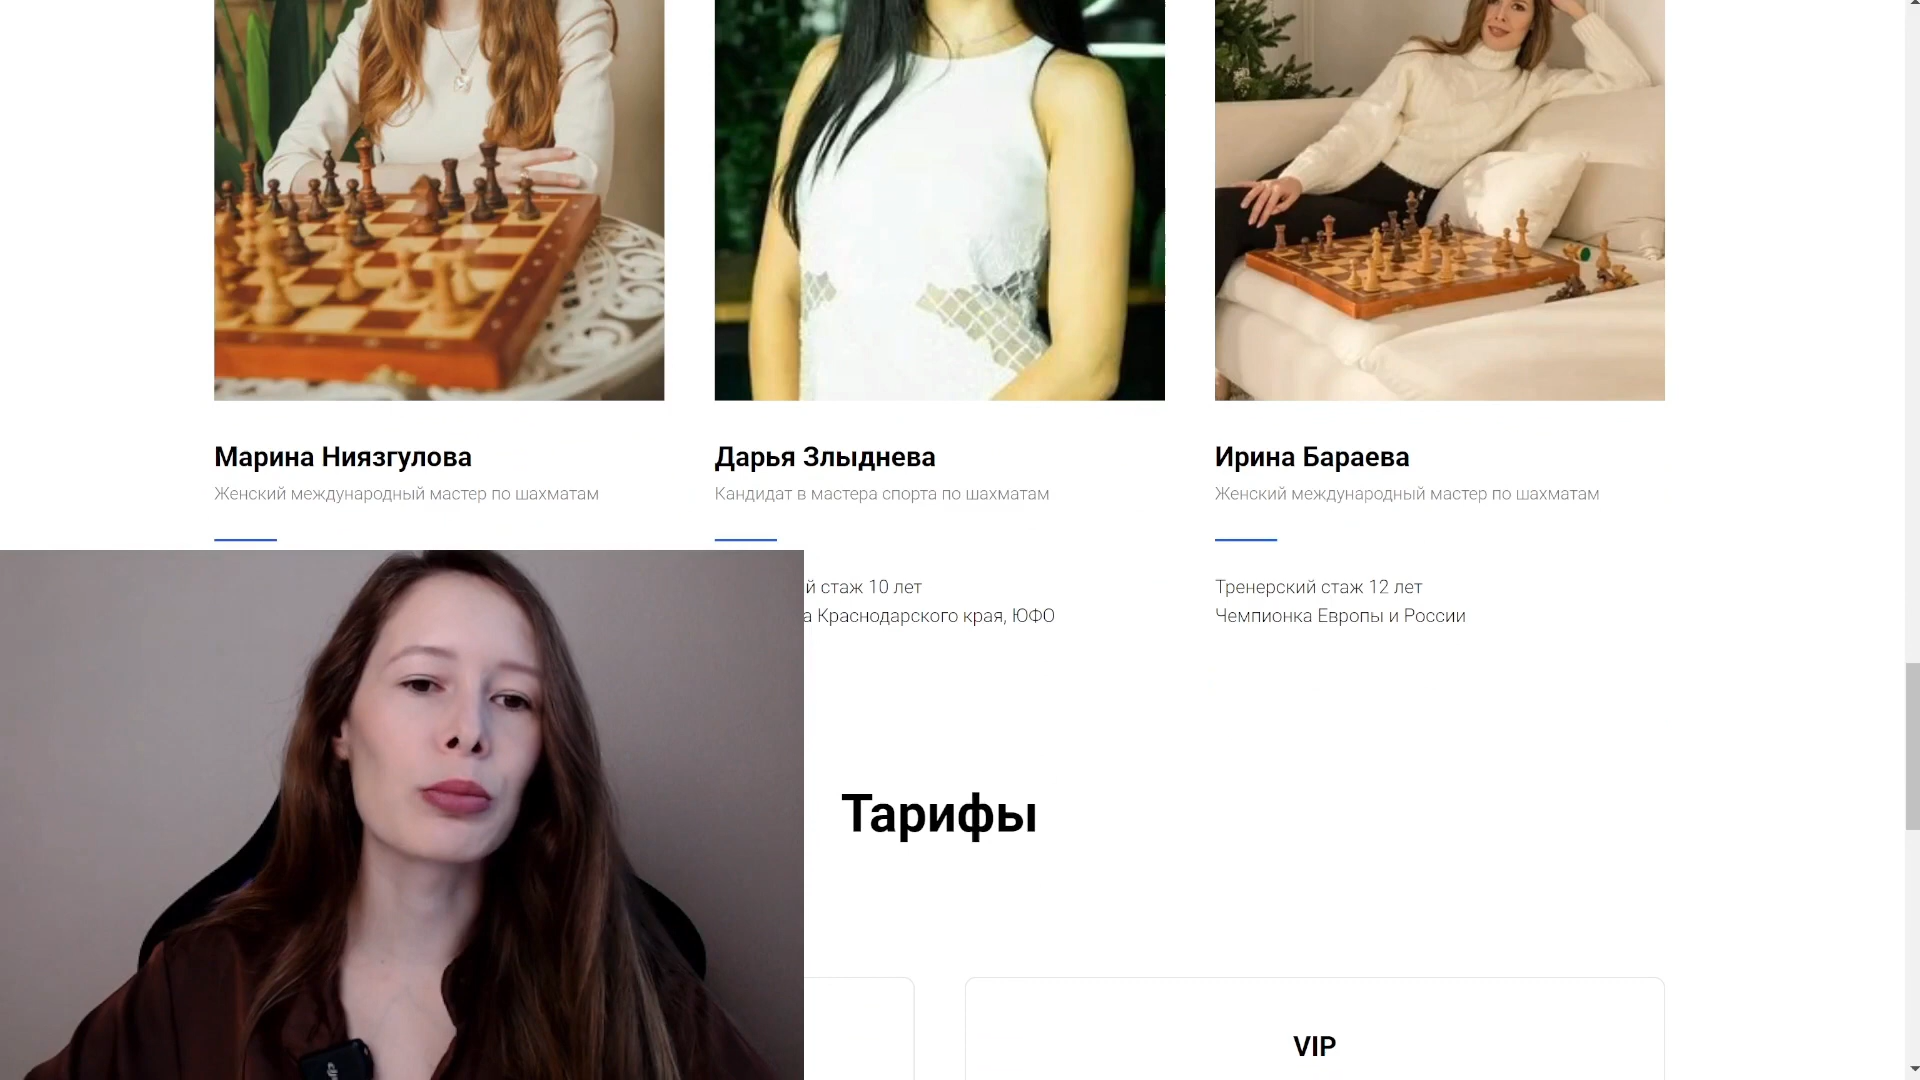 Марина Ниязгулова
Женский международный мастер по шахматам
Дарья Злыднева
Кандидат в мастера спорта по шахматам
й стаж 10 лет
а Краснодарского края, ЮФО
Ирина Бараева
Женский международный мастер по шахматам
Тренерский стаж 12 лет
Чемпионка Европы и России
Тарифы
VIP